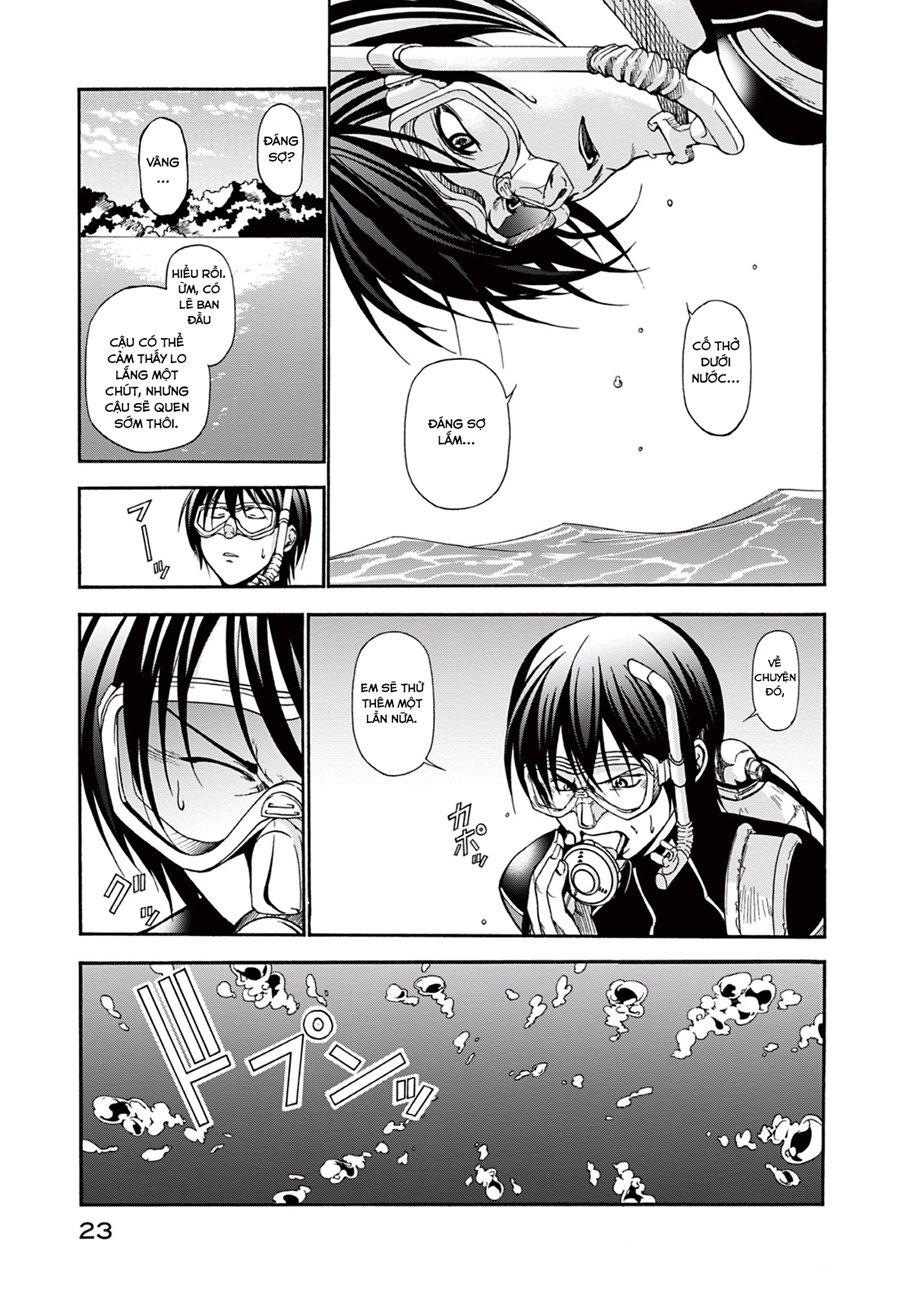 CỐ THỞ
DƯỚI
NƯỚC...
ĐÁNG SỢ
LẮM...
ĐÁNG
SỢ?
VÂNG
...
HIỂU RỒI.
ỪM, CÓ
LẼ BAN
ĐẦU
CẬU CÓ THỂ
CẢM THẤY LO
LẮNG MỘT
CHÚT, NHƯNG
CẬU SẼ QUEN
SỚM THÔI.
フーッ
VỀ
CHUYỆN
ĐÓ,
EM SẼ THỬ
THÊM MỘT
LẦN NỮA.
カポッ
ググ
ドプンッ
23